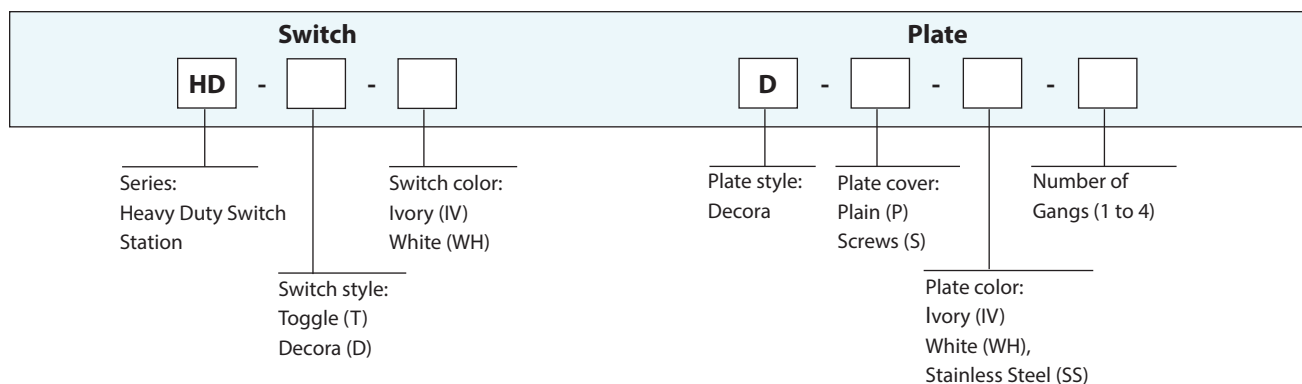 Switch
Plate
HD - -
D - - -
Series:
Heavy Duty Switch
Station
Switch color:
Ivory (IV)
White (WH)
Plate style:
Decora
Plate cover:
Plain (P)
Screws (S)
Number of
Gangs (1 to 4)
Switch style:
Toggle (T)
Decora (D)
Plate color:
Ivory (IV)
White (WH),
Stainless Steel (SS)